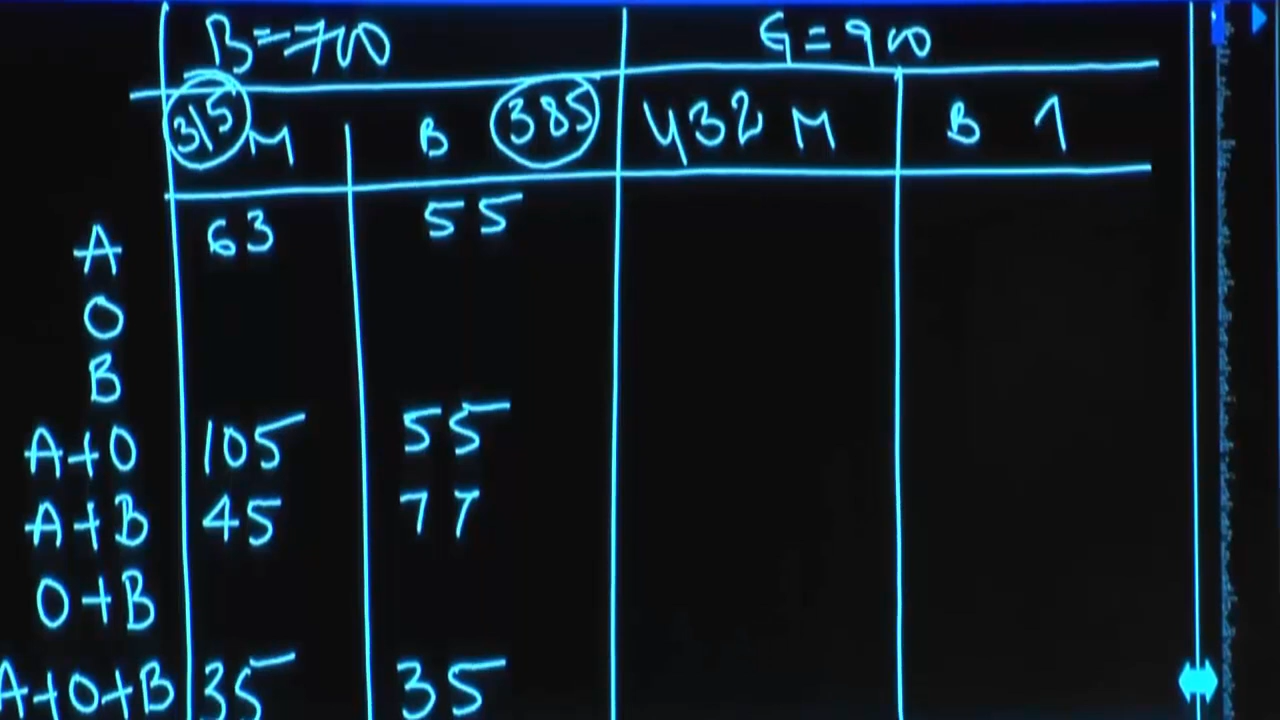 B=700 G=900
315 M B 385 432 M B 1
A 63 55
O
B
A+O 105 55
A+B 45 77
O+B
A+O+B 35 35